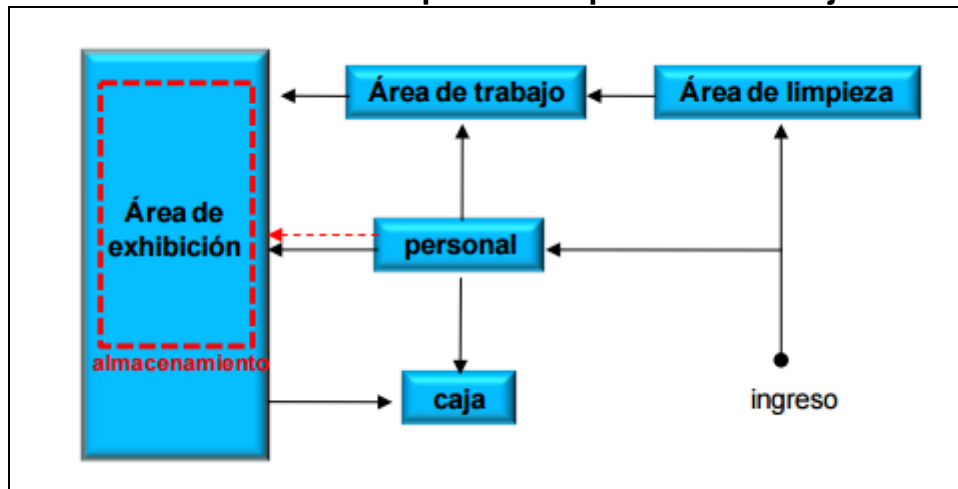 Área de trabajo
Área de limpieza
Área de
exhibición
personal
almacenamiento
caja
ingreso